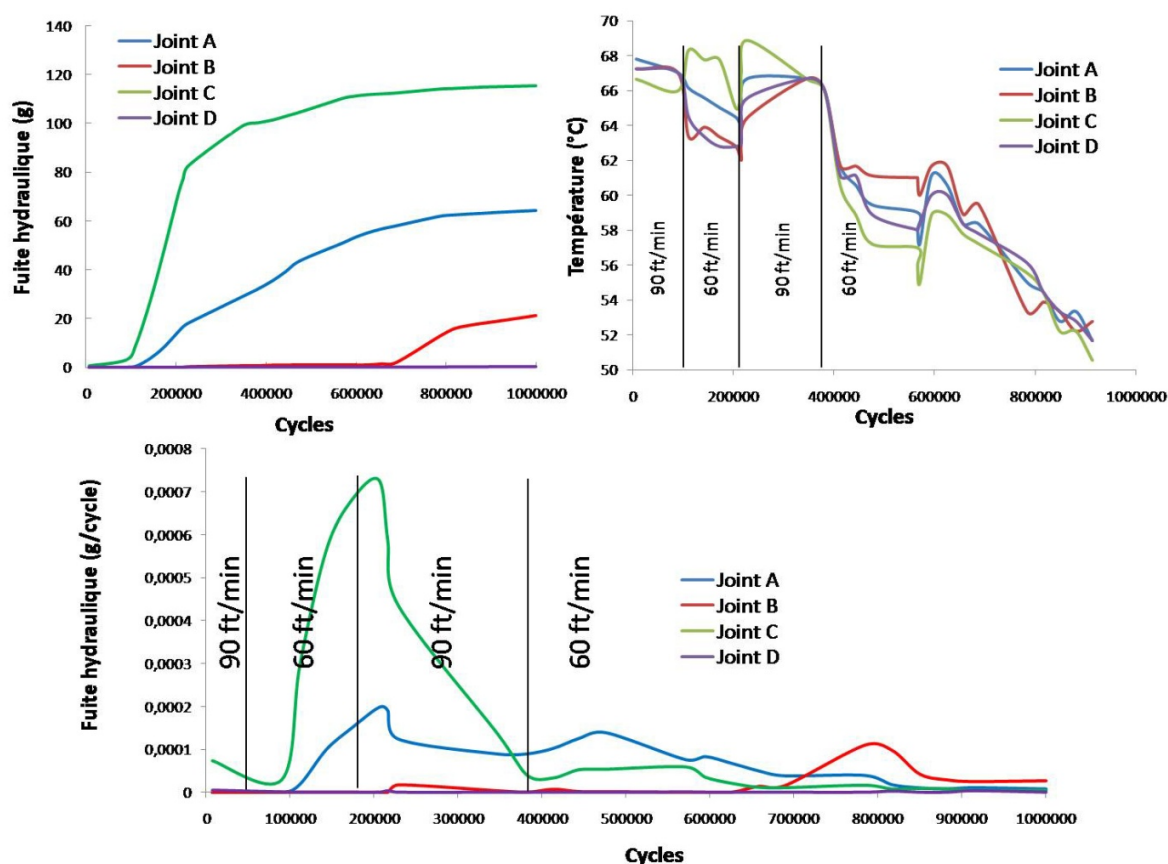 140
120
100
80
60
40
20
0
Fuite hydraulique (g)
Joint A
Joint B
Joint C
Joint D
0 200000 400000 600000 800000 1000000
Cycles
70
68
66
64
62
60
58
56
54
52
50
Température (°C)
90 ft/min
60 ft/min
90 ft/min
60 ft/min
Joint A
Joint B
Joint C
Joint D
0 200000 400000 600000 800000 1000000
Cycles
0,0008
0,0007
0,0006
0,0005
0,0004
0,0003
0,0002
0,0001
0
Fuite hydraulique (g/cycle)
90 ft/min
60 ft/min
90 ft/min
60 ft/min
Joint A
Joint B
Joint C
Joint D
0 100000 200000 300000 400000 500000 600000 700000 800000 900000 1000000
Cycles